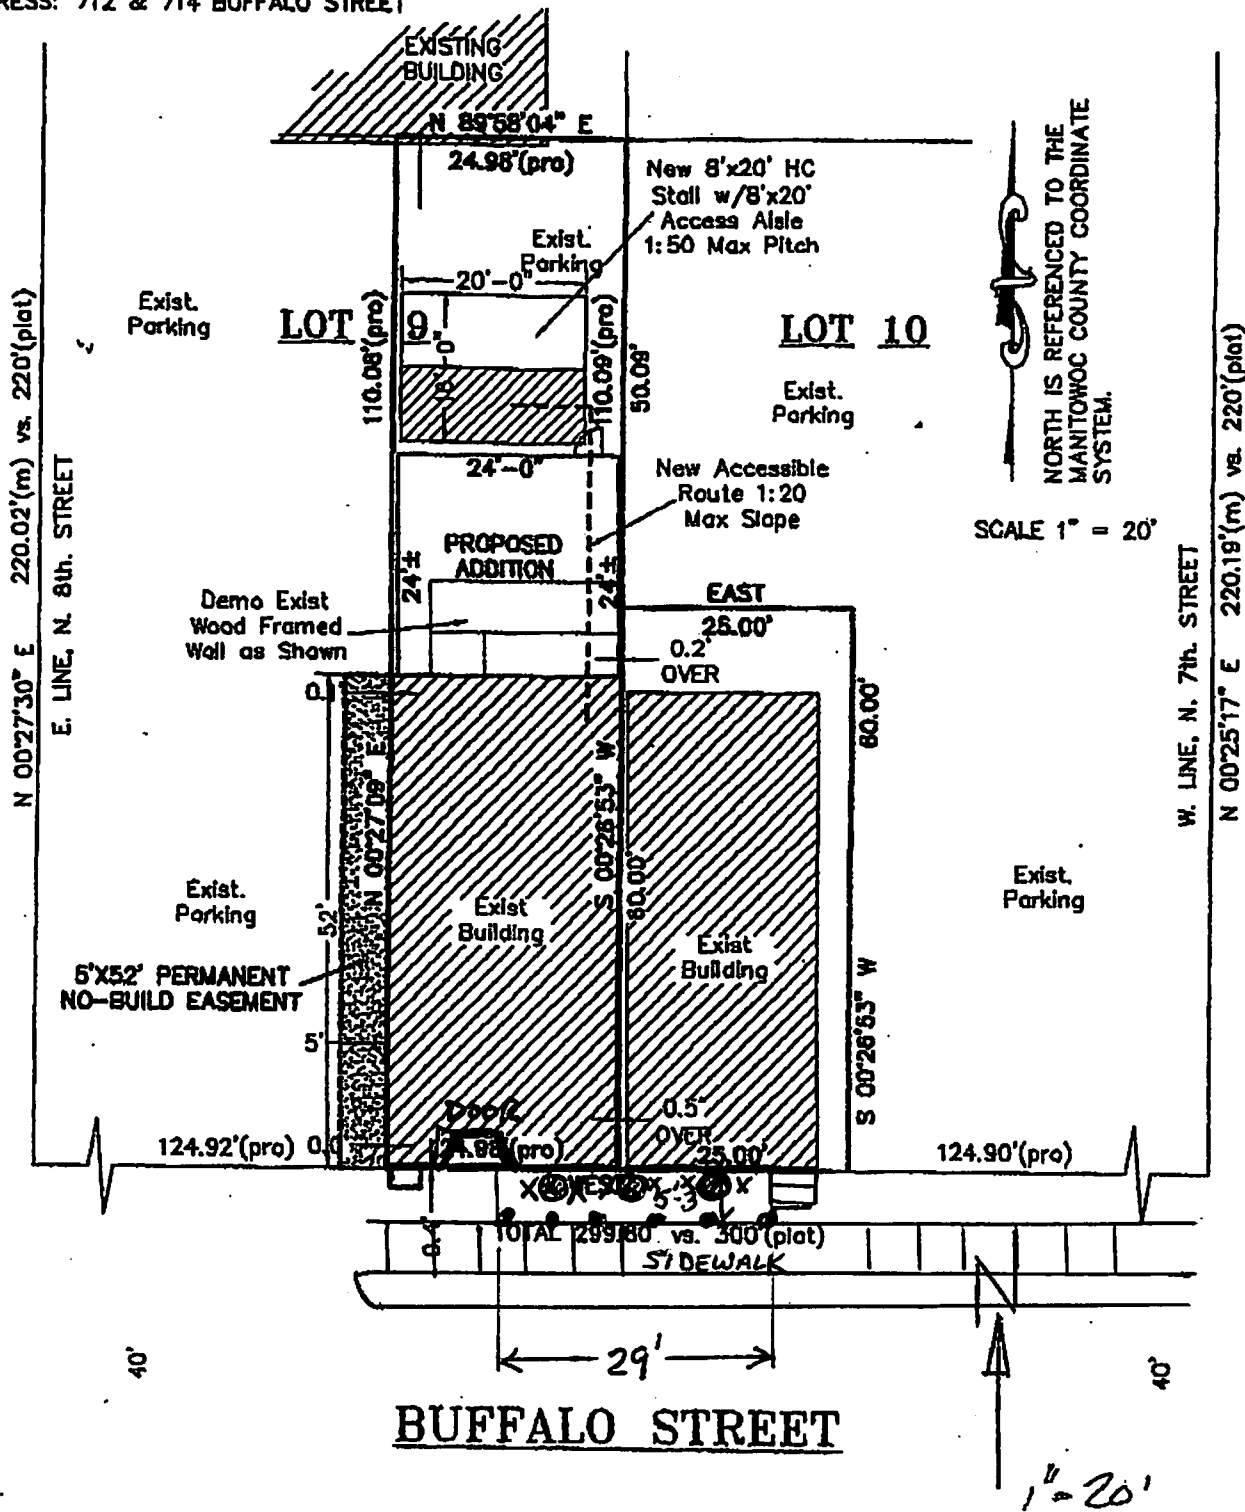 RESS: 712 & 714 BUFFALO STREET
EXISTING
BUILDING
N 89°58'04" E
24.98'(pro)
New 8'x20' HC
Stall w/8'x20'
Access Aisle
1:50 Max Pitch
Exist.
Parking
20'-0"
Exist.
Parking
LOT 9
110.08'(pro)
110.09'(pro)
50.09'
LOT 10
Exist.
Parking
NORTH IS REFERENCED TO THE
MANITOWOC COUNTY COORDINATE
SYSTEM.
SCALE 1" = 20'
N 00°27'30" E 220.02'(m) vs. 220'(plat)
E. LINE, N. 8th. STREET
W. LINE, N. 7th. STREET
N 00°25'17" E 220.19'(m) vs. 220'(plat)
24'-0"
New Accessible
Route 1:20
Max Slope
PROPOSED
ADDITION
24'±
24'±
Demo Exist
Wood Framed
Wall as Shown
EAST
25.00'
0.2'
OVER
60.00'
N 00°27'09" E
S 00°26'53" W
60.00'
S 00°26'53" W
52'
Exist.
Parking
Exist
Building
Exist
Building
Exist.
Parking
5'X52' PERMANENT
NO-BUILD EASEMENT
5'
DOOR
0.5'
OVER
124.92'(pro)
24.98'(pro)
25.00'
124.90'(pro)
WEST
5-3
TOTAL 299.80' vs. 300'(plat)
SIDEWALK
29'
40'
40'
BUFFALO STREET
1"=20'